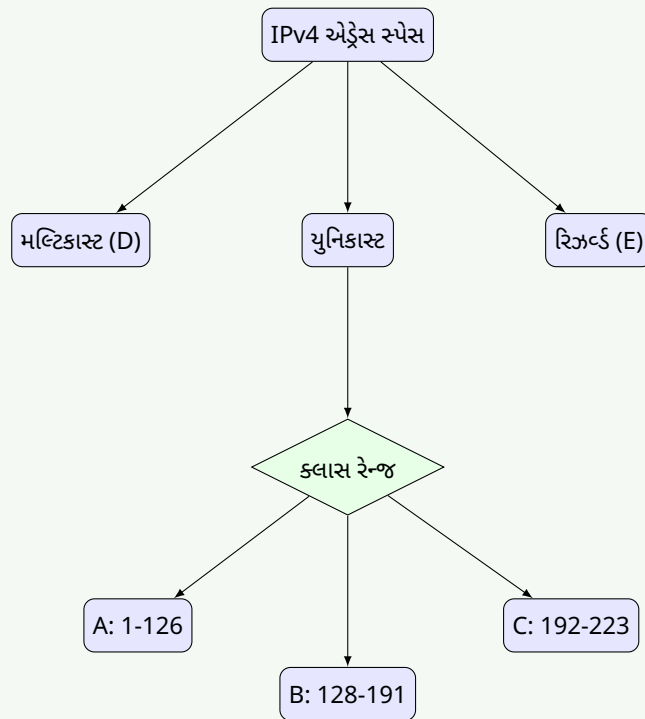 IPv4 એડ્રેસ સ્પેસ
મલ્ટિકાસ્ટ (D)
યુનિકાસ્ટ
રિઝર્વ્ડ (E)
ક્લાસ રેન્જ
A: 1-126
C: 192-223
B: 128-191